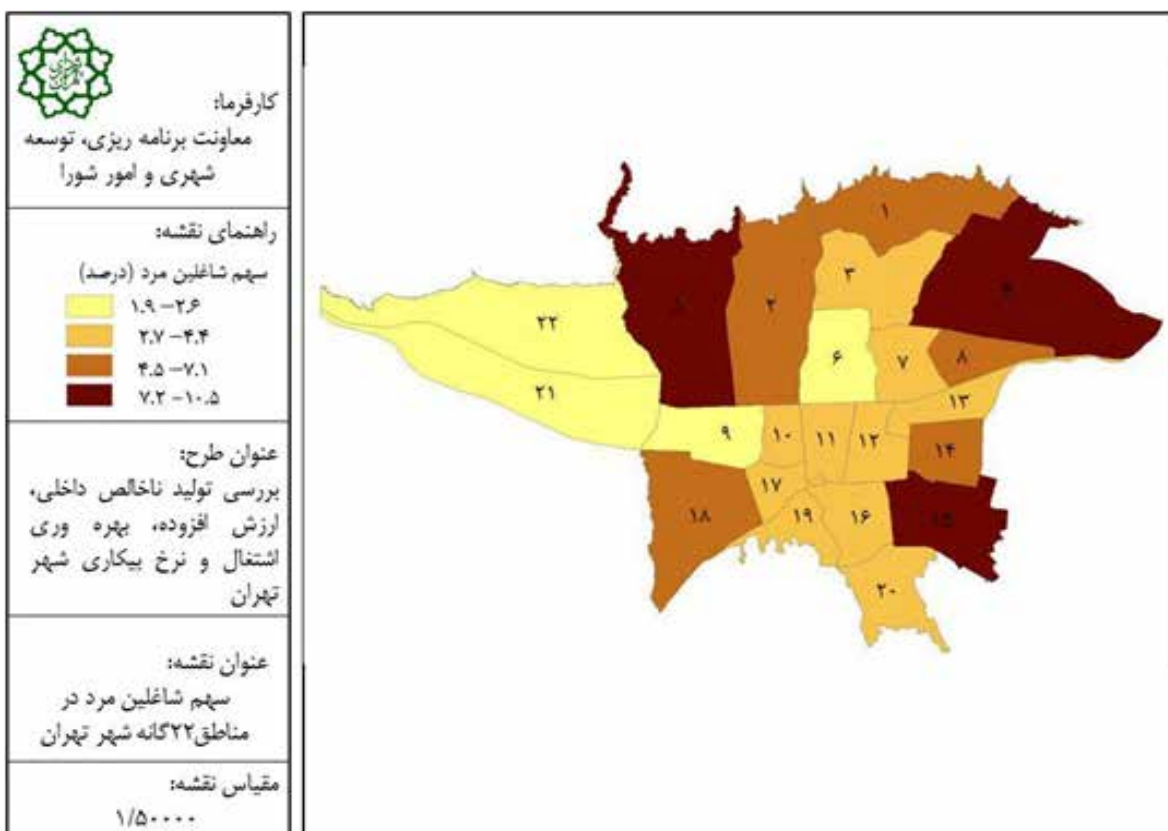 کارفرما:
معاونت برنامه ریزی، توسعه
شهری و امور شورا
راهنمای نقشه:
سهم شاغلین مرد (درصد)
۱.۹ – ۲.۶
۲.۷ – ۴.۴
۴.۵ – ۷.۱
۷.۲ – ۱۰.۵
عنوان طرح:
بررسی تولید ناخالص داخلی،
ارزش افزوده، بهره وری
اشتغال و نرخ بیکاری شهر
تهران
عنوان نقشه:
سهم شاغلین مرد در
مناطق۲۲گانه شهر تهران
مقیاس نقشه:
۱/۵۰۰۰۰
۱
۳
۲
۴
۲۲
۶
۷
۸
۲۱
۱۳
۹
۱۰
۱۱
۱۲
۱۴
۱۷
۱۸
۱۹
۱۶
۱۵
۲۰